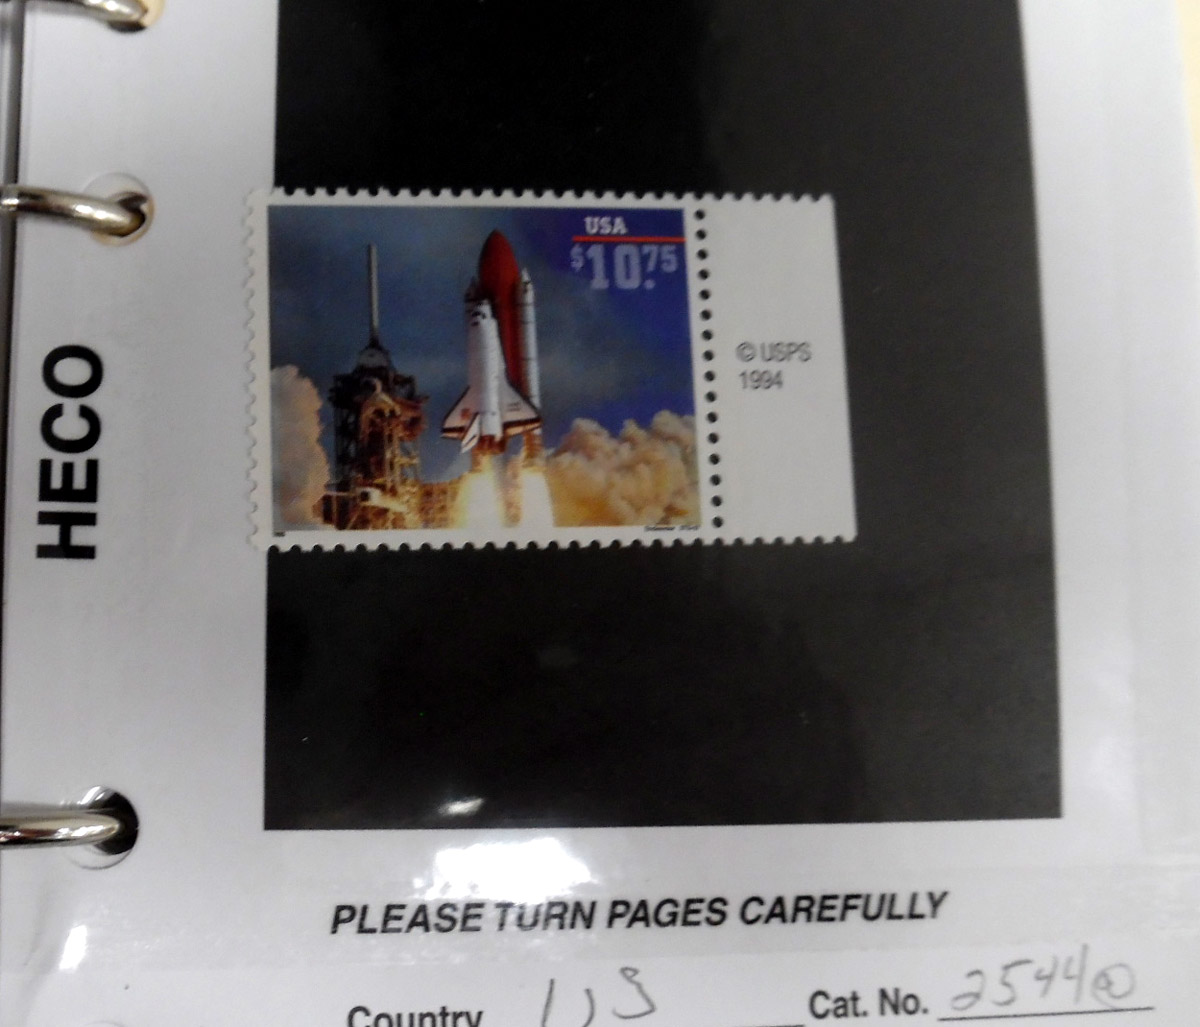 USA
$10.75
© USPS
1994
HECO
PLEASE TURN PAGES CAREFULLY
Country US Cat. No. 2544@